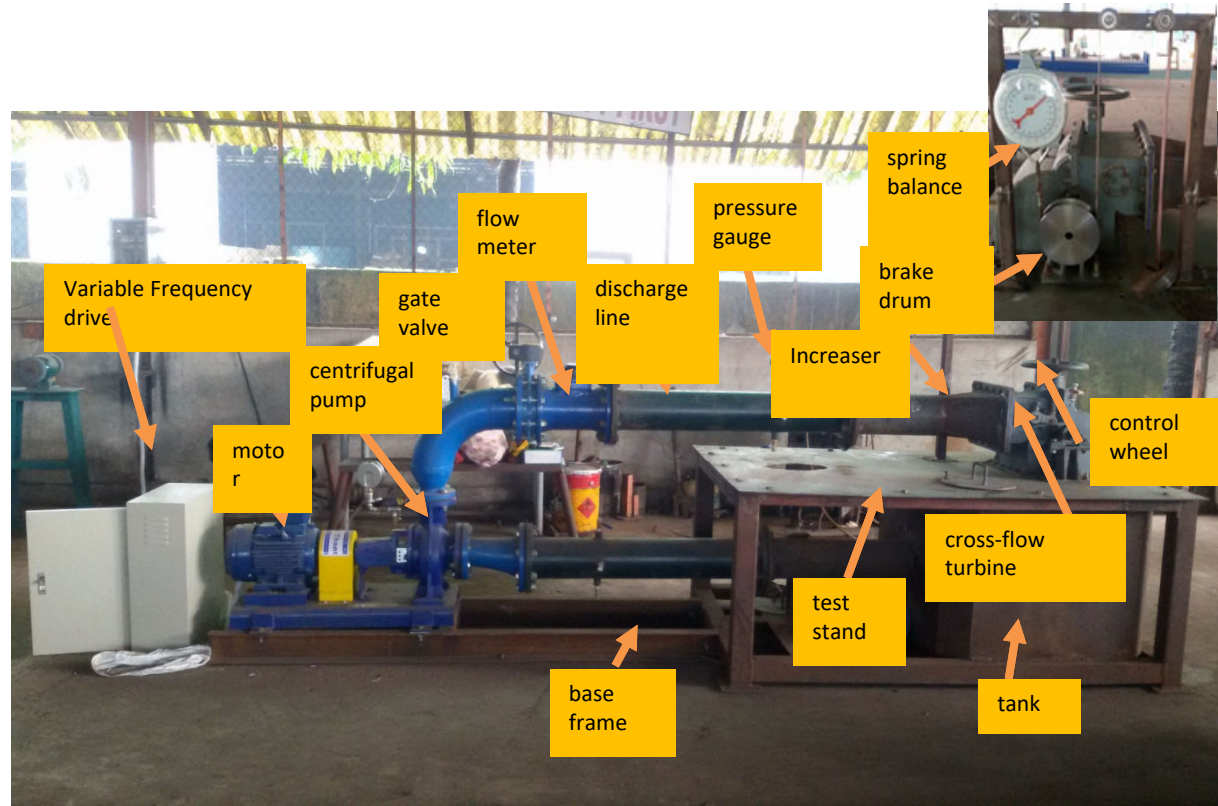 spring
balance
flow
meter
pressure
gauge
brake
drum
Variable Frequency
drive
gate
valve
discharge
line
Increaser
centrifugal
pump
control
wheel
moto
r
cross-flow
turbine
test
stand
base
frame
tank